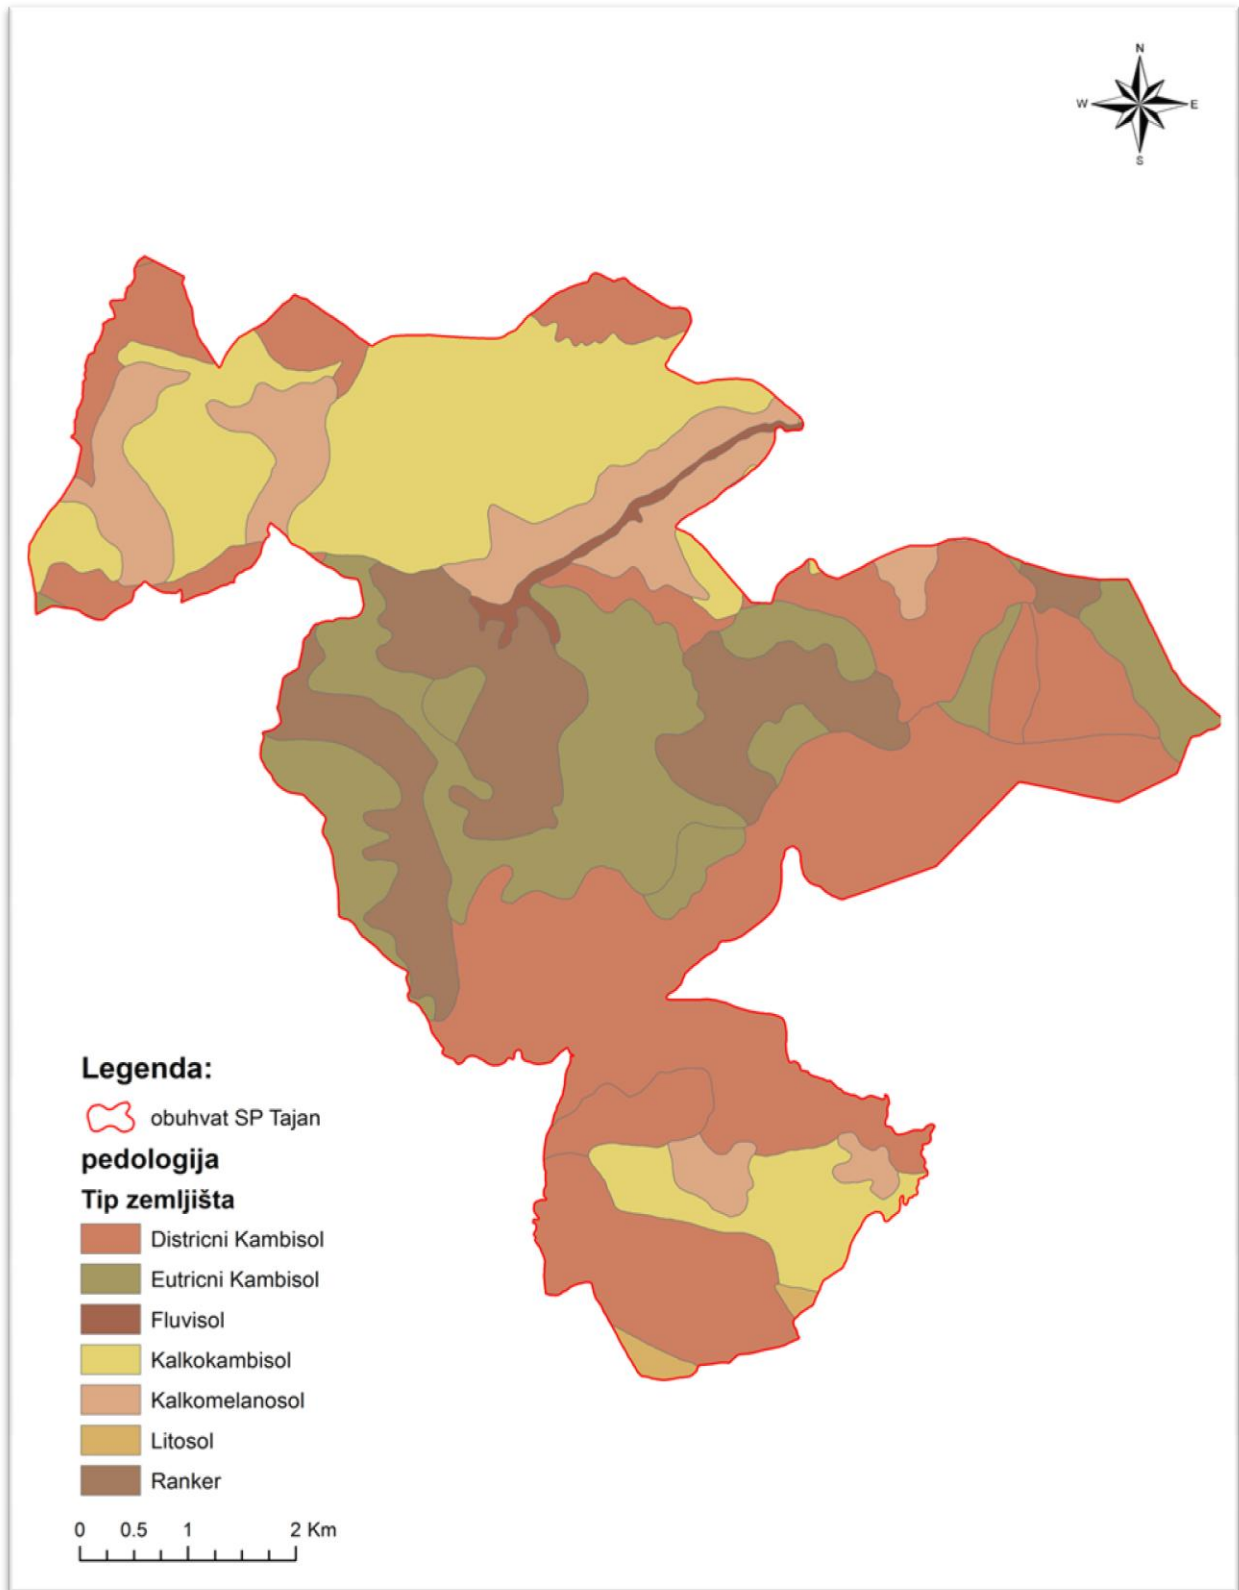 N
W E
S
Legenda:
obuhvat SP Tajan
pedologija
Tip zemljišta
Districni Kambisol
Eutricni Kambisol
Fluvisol
Kalkokambisol
Kalkomelanosol
Litosol
Ranker
0 0.5 1 2 Km